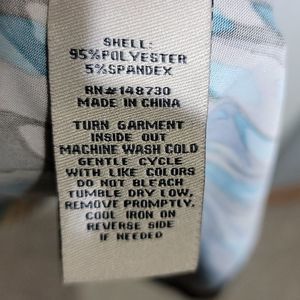 SHELL:
95%POLYESTER
5%SPANDEX
RN#148730
MADE IN CHINA
TURN GARMENT
INSIDE OUT
MACHINE WASH COLD
GENTLE CYCLE
WITH LIKE COLORS
DO NOT BLEACH
TUMBLE DRY LOW,
REMOVE PROMPTLY.
COOL IRON ON
REVERSE SIDE
IF NEEDED